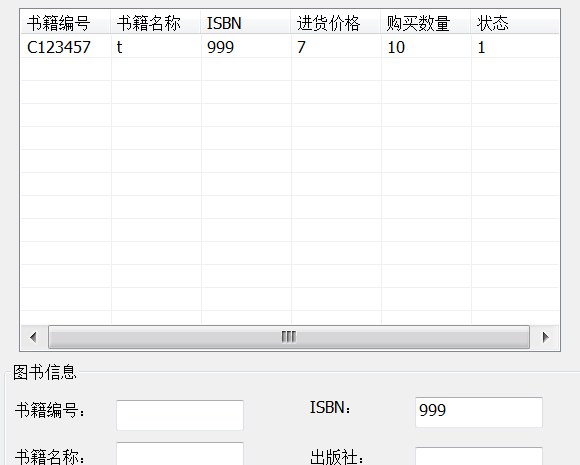 书籍编号 书籍名称 ISBN 进货价格 购买数量 状态
C123457 t 999 7 10 1
图书信息
书籍编号： ISBN： 999
书籍名称： 出版社：